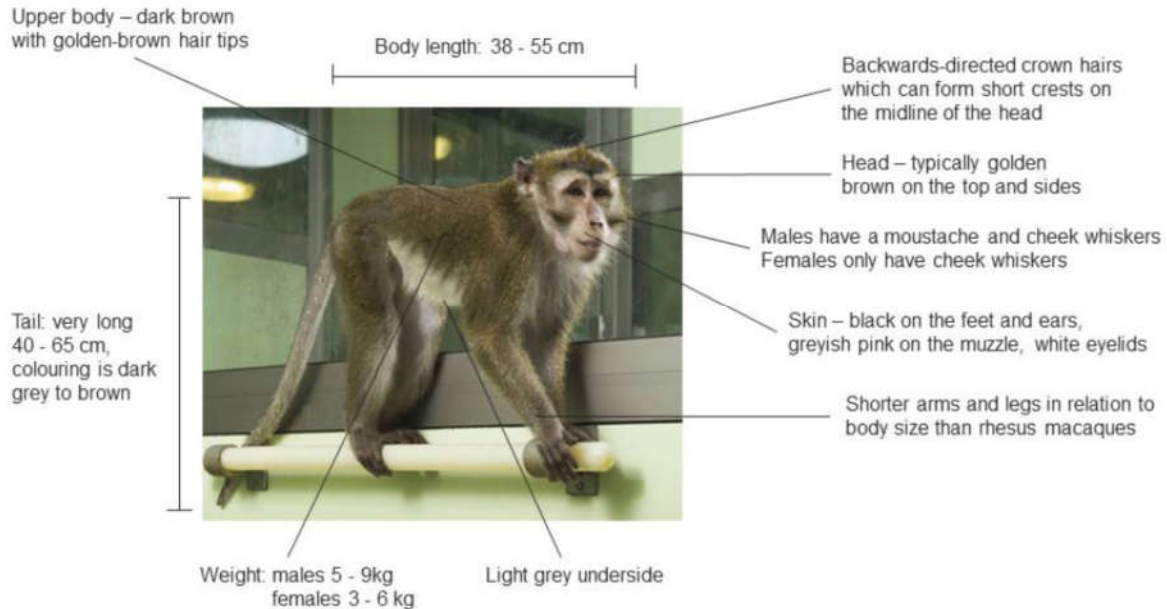 Upper body – dark brown
with golden-brown hair tips
Body length: 38 - 55 cm
Backwards-directed crown hairs
which can form short crests on
the midline of the head
Head – typically golden
brown on the top and sides
Males have a moustache and cheek whiskers
Females only have cheek whiskers
Skin – black on the feet and ears,
greyish pink on the muzzle, white eyelids
Shorter arms and legs in relation to
body size than rhesus macaques
Tail: very long
40 - 65 cm,
colouring is dark
grey to brown
Weight: males 5 - 9kg
females 3 - 6 kg
Light grey underside